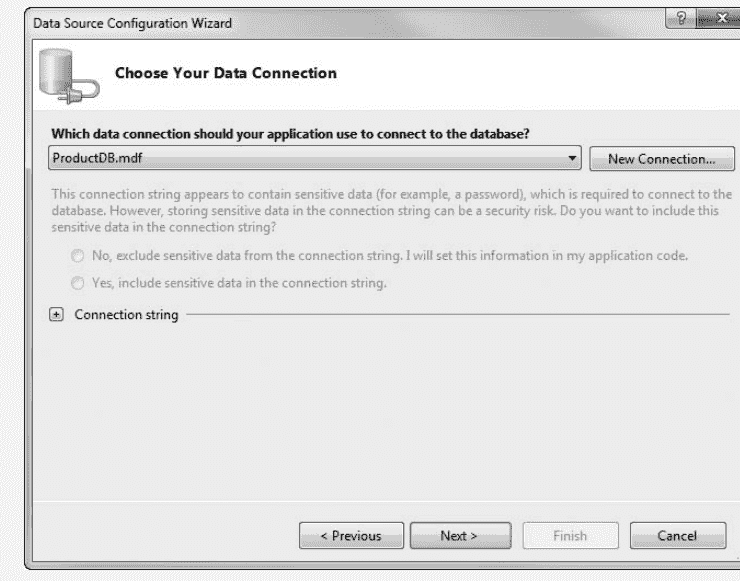 Data Source Configuration Wizard
Choose Your Data Connection
Which data connection should your application use to connect to the database?
ProductDB.mdf
New Connection...
This connection string appears to contain sensitive data (for example, a password), which is required to connect to the
database. However, storing sensitive data in the connection string can be a security risk. Do you want to include this
sensitive data in the connection string?
No, exclude sensitive data from the connection string. I will set this information in my application code.
Yes, include sensitive data in the connection string.
Connection string
< Previous
Next >
Finish
Cancel